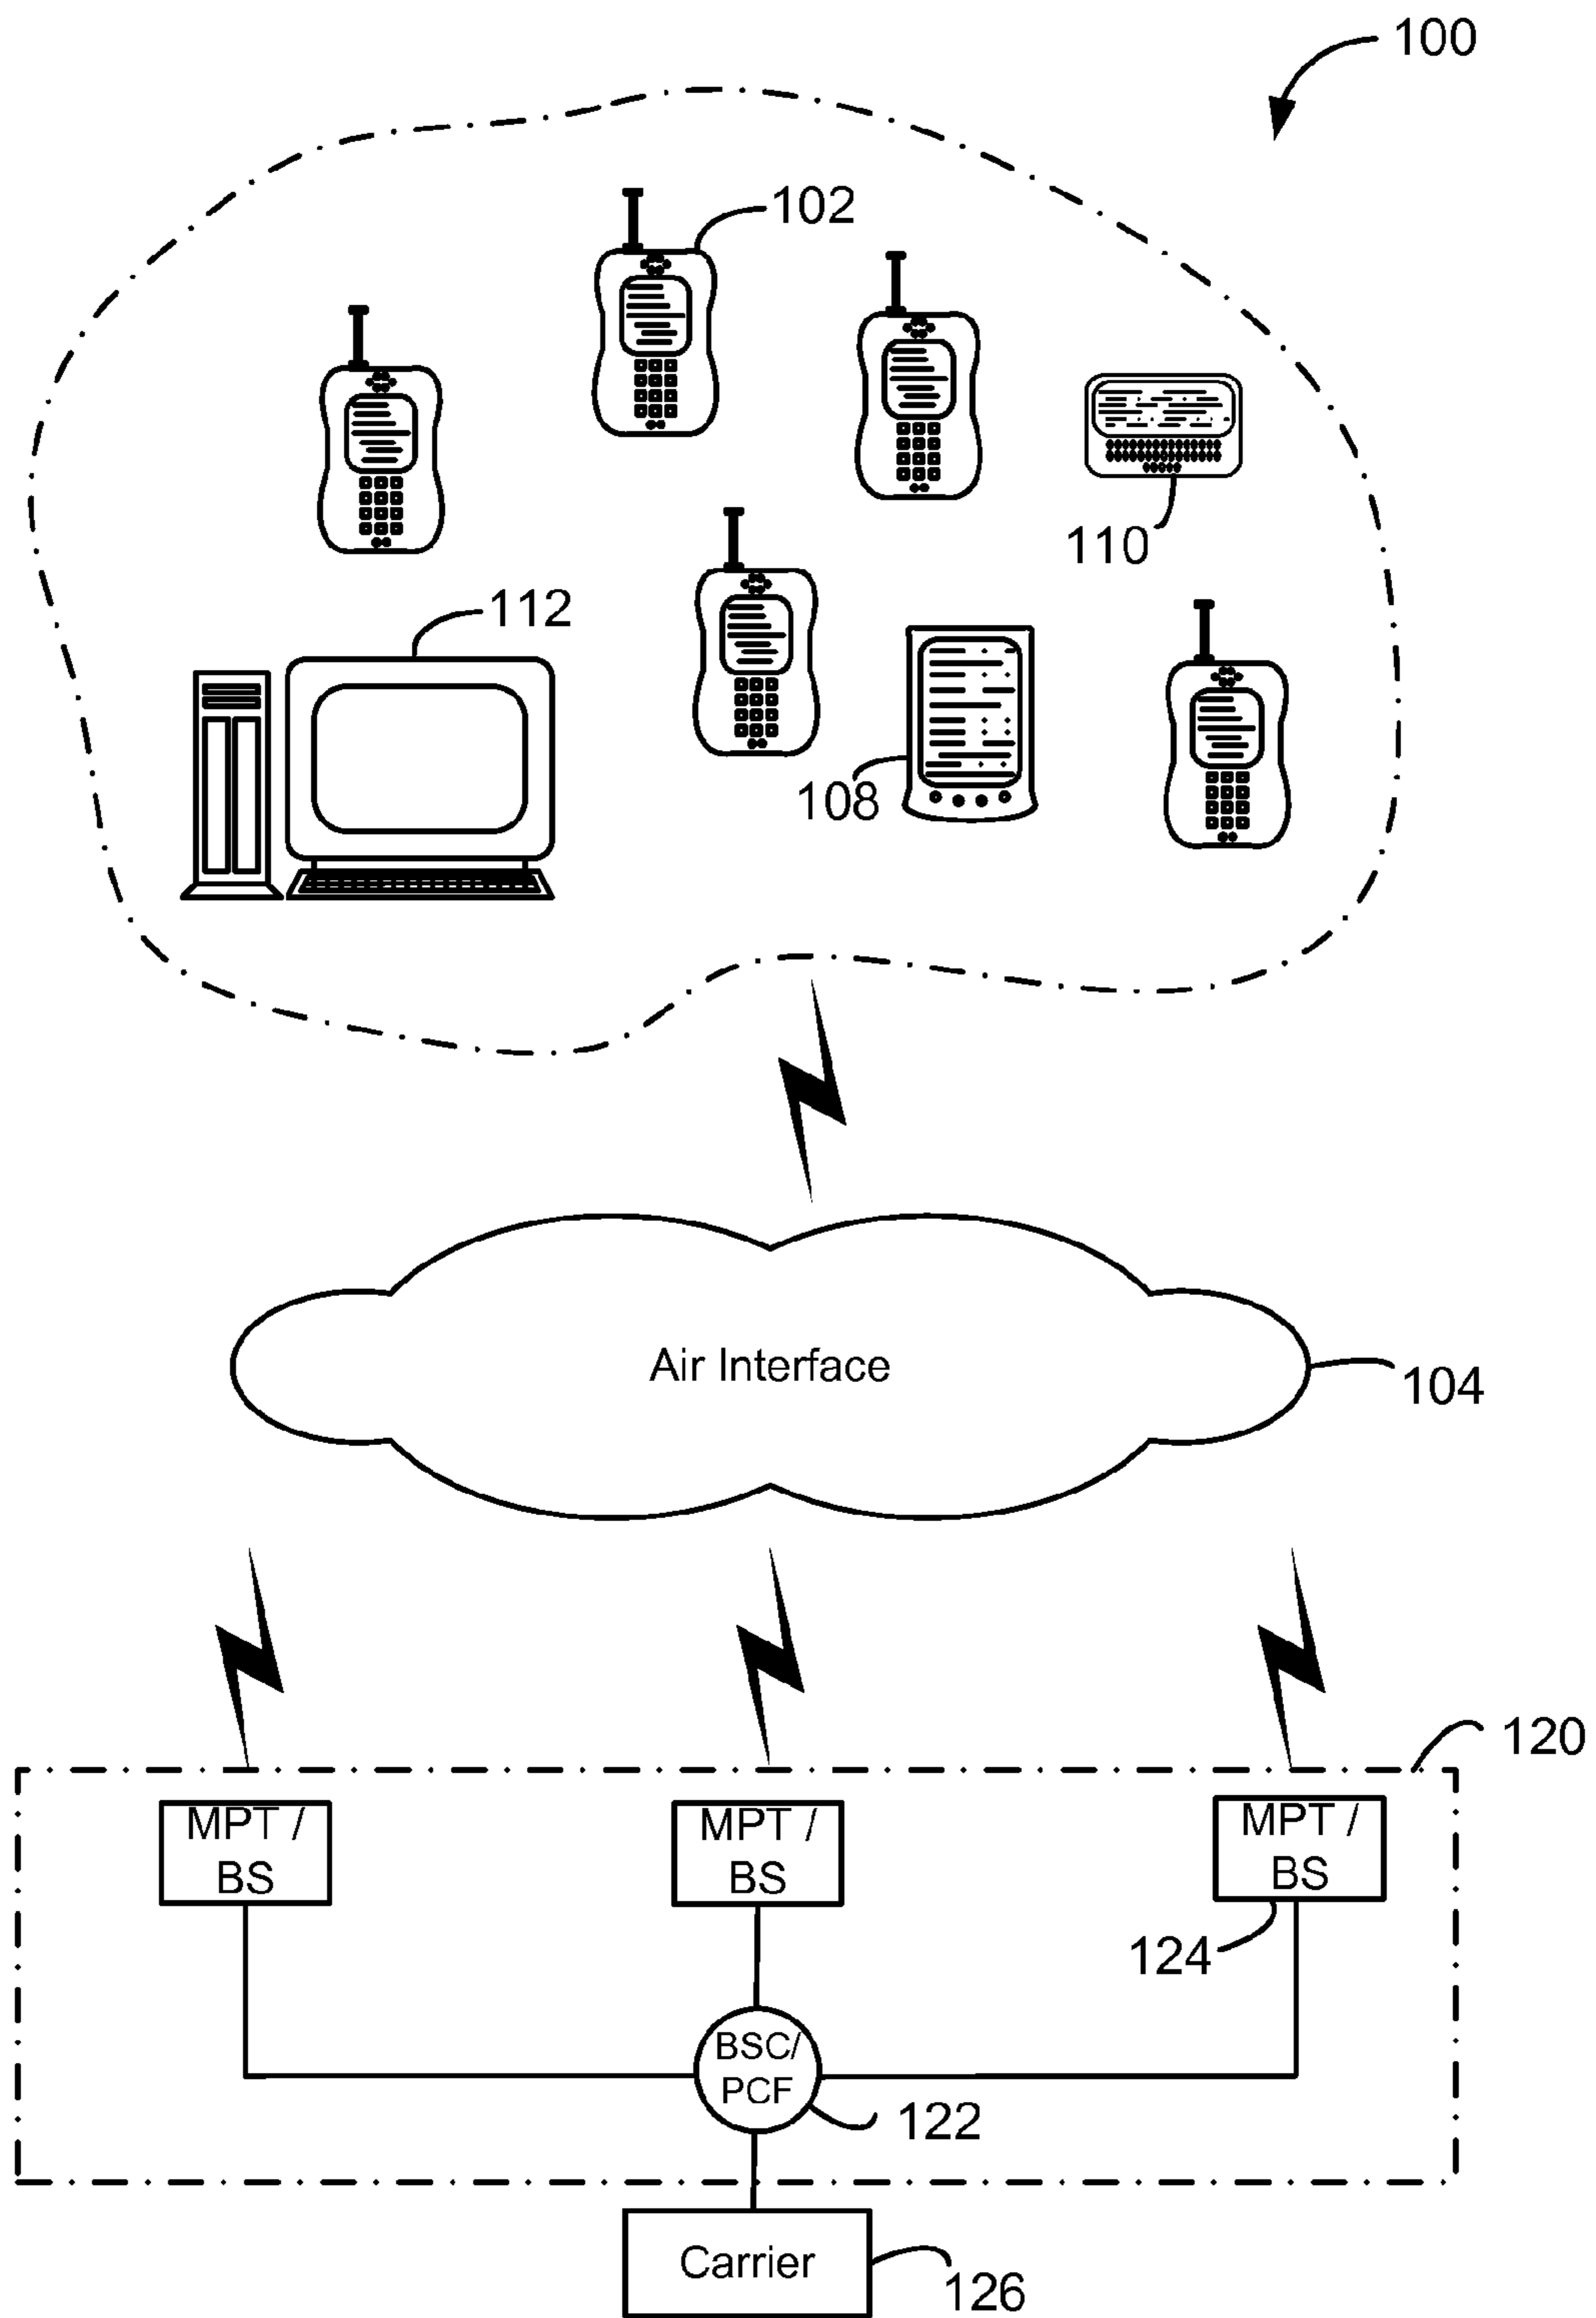 100
102
110
112
108
Air Interface
104
120
MPT /
BS
MPT /
BS
MPT /
BS
124
BSC/
PCF
122
Carrier
126